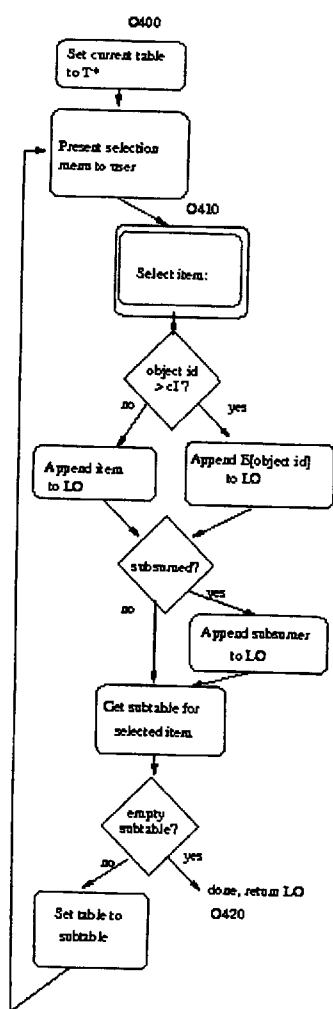 O400
Set current table
to T*
Present selection
menu to user
O410
Select item:
object id
> cI ?
no
yes
Append item
to LO
Append E[object id]
to LO
subsumed?
no
yes
Append subsumer
to LO
Get subtable for
selected item
empty
subtable?
no
yes
done, return LO
O420
Set table to
subtable